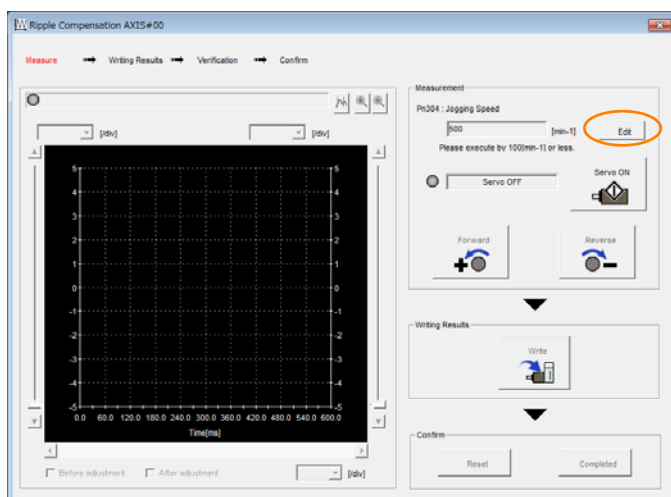 Ripple Compensation AXIS#00
Measure Writing Results Verification Confirm
[/div] [/div]
5 5
4 4
3 3
2 2
1 1
0 0
-1 -1
-2 -2
-3 -3
-4 -4
-5 -5
0.0 60.0 120.0 180.0 240.0 300.0 360.0 420.0 480.0 540.0 600.0
Time[ms]
Before adjustment After adjustment [/div]
Measurement
Pn304 : Jogging Speed
500 [min-1] Edit
Please execute by 100[min-1] or less.
Servo OFF Servo ON
Forward Reverse
Writing Results
Write
Confirm
Reset Completed